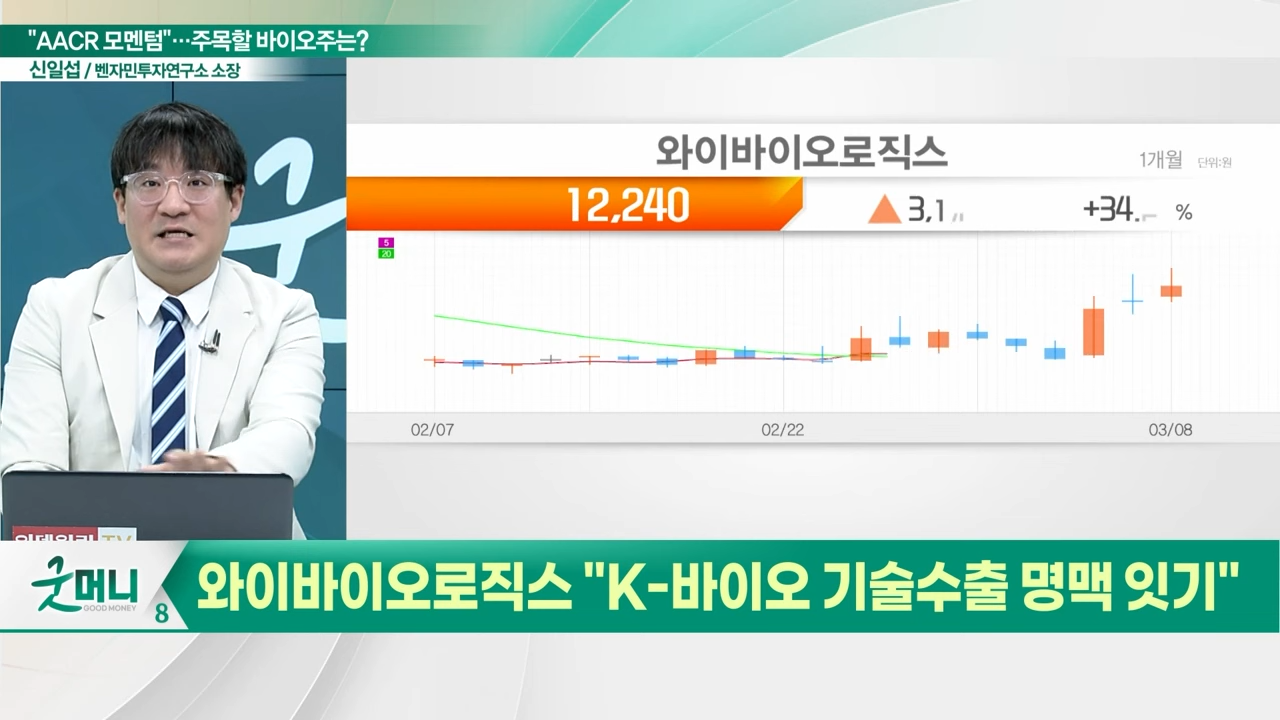 "AACR 모멘텀"…주목할 바이오주는?
신일섭 / 벤자민투자연구소 소장
와이바이오로직스
1개월 단위:원
12,240 ▲ 3,1 +34. %
5
20
02/07 02/22 03/08
굿머니
GOOD MONEY
8
와이바이오로직스 "K-바이오 기술수출 명맥 잇기"